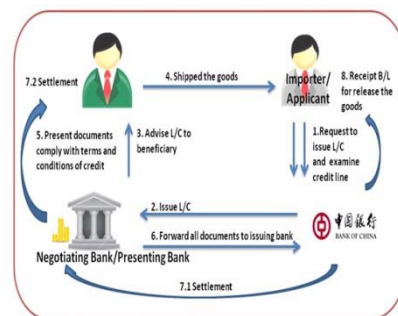 7.2 Settlement
4. Shipped the goods
Importer/
Applicant
8. Receipt B/L
for release the
goods
5. Present documents
comply with terms and
conditions of credit
3. Advise L/C to
beneficiary
1.Request to
issue L/C
and examine
credit line
2. Issue L/C
中国银行
BANK OF CHINA
6. Forward all documents to issuing bank
Negotiating Bank/Presenting Bank
7.1 Settlement